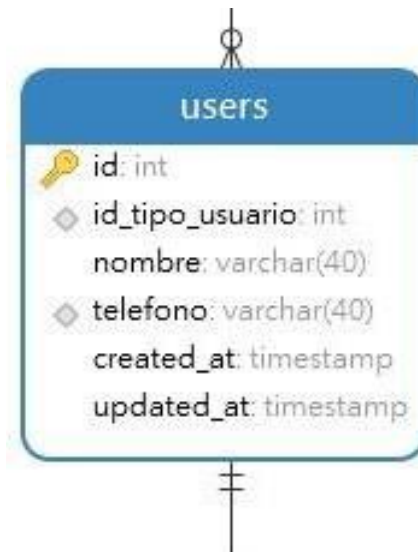 users
id: int
id_tipo_usuario: int
nombre: varchar(40)
telefono: varchar(40)
created_at: timestamp
updated_at: timestamp